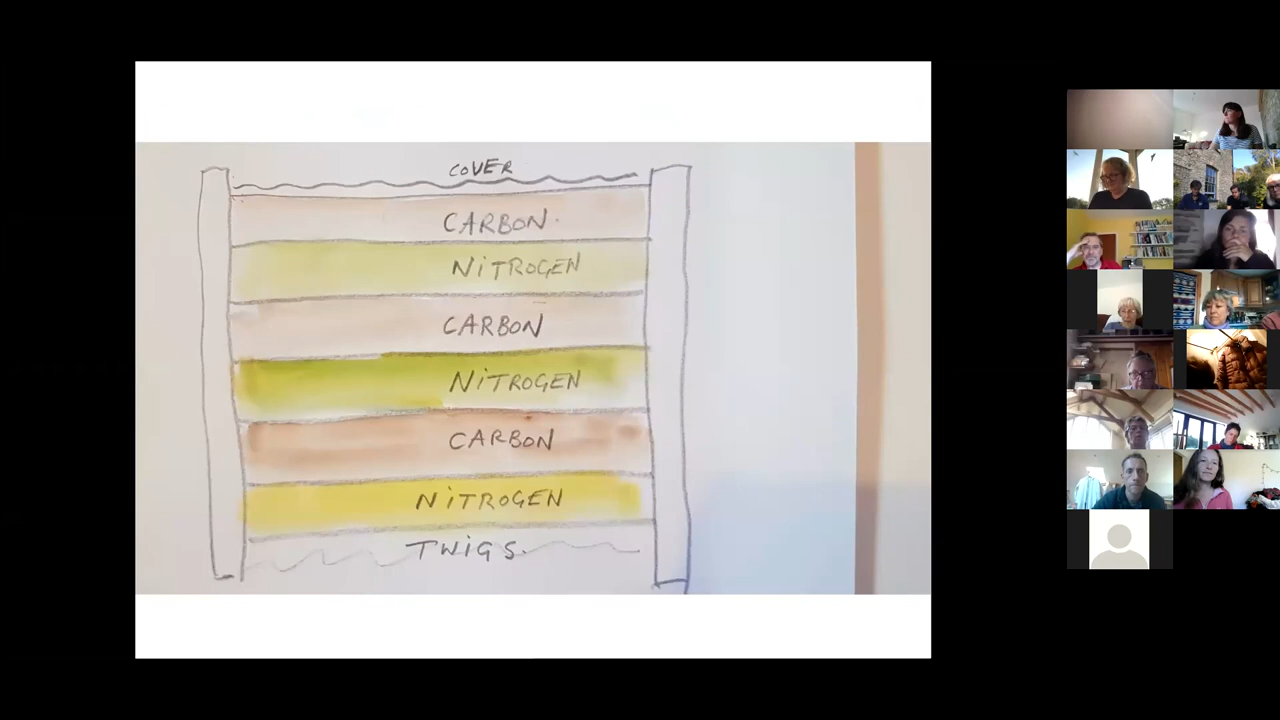 COVER
CARBON.
NiTROGEN
CARBON
NiTROGEN
CARBON
NiTROGEN
TWiGS.